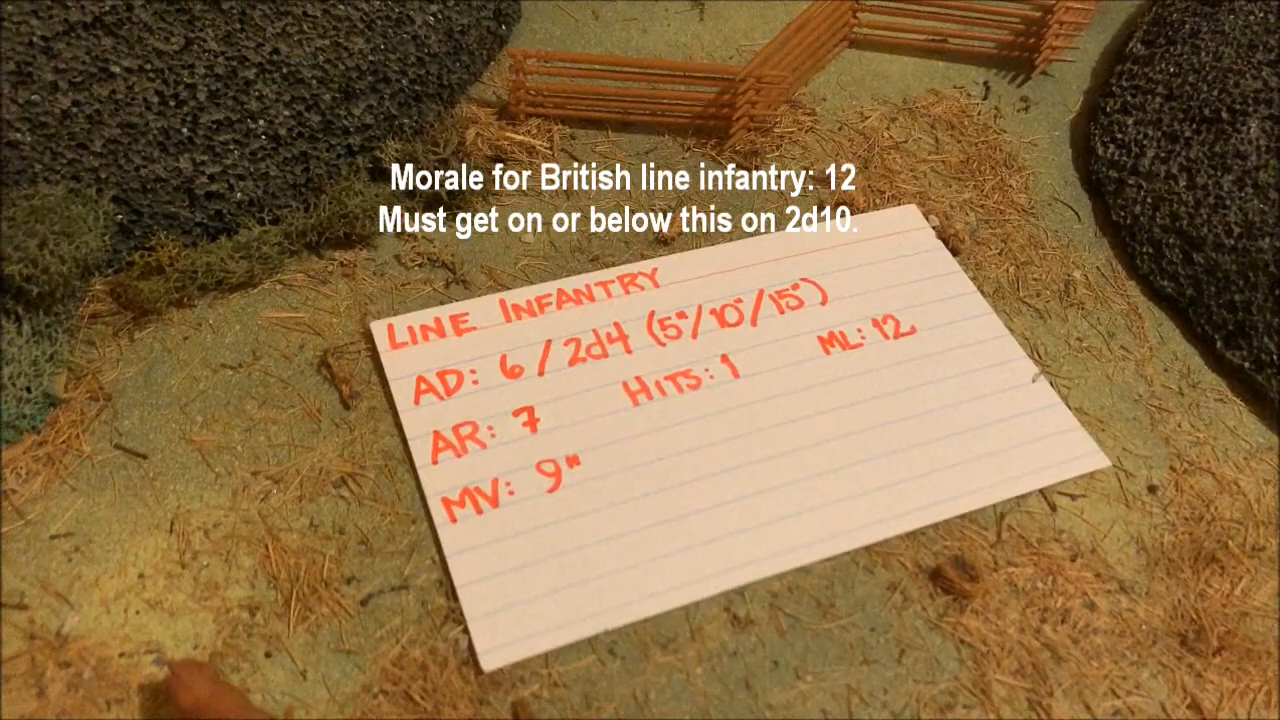 Morale for British line infantry: 12
Must get on or below this on 2d10.
LINE INFANTRY
AD: 6 / 2d4 (5"/10"/15")
AR: 7 HITS: 1 ML: 12
MV: 9"